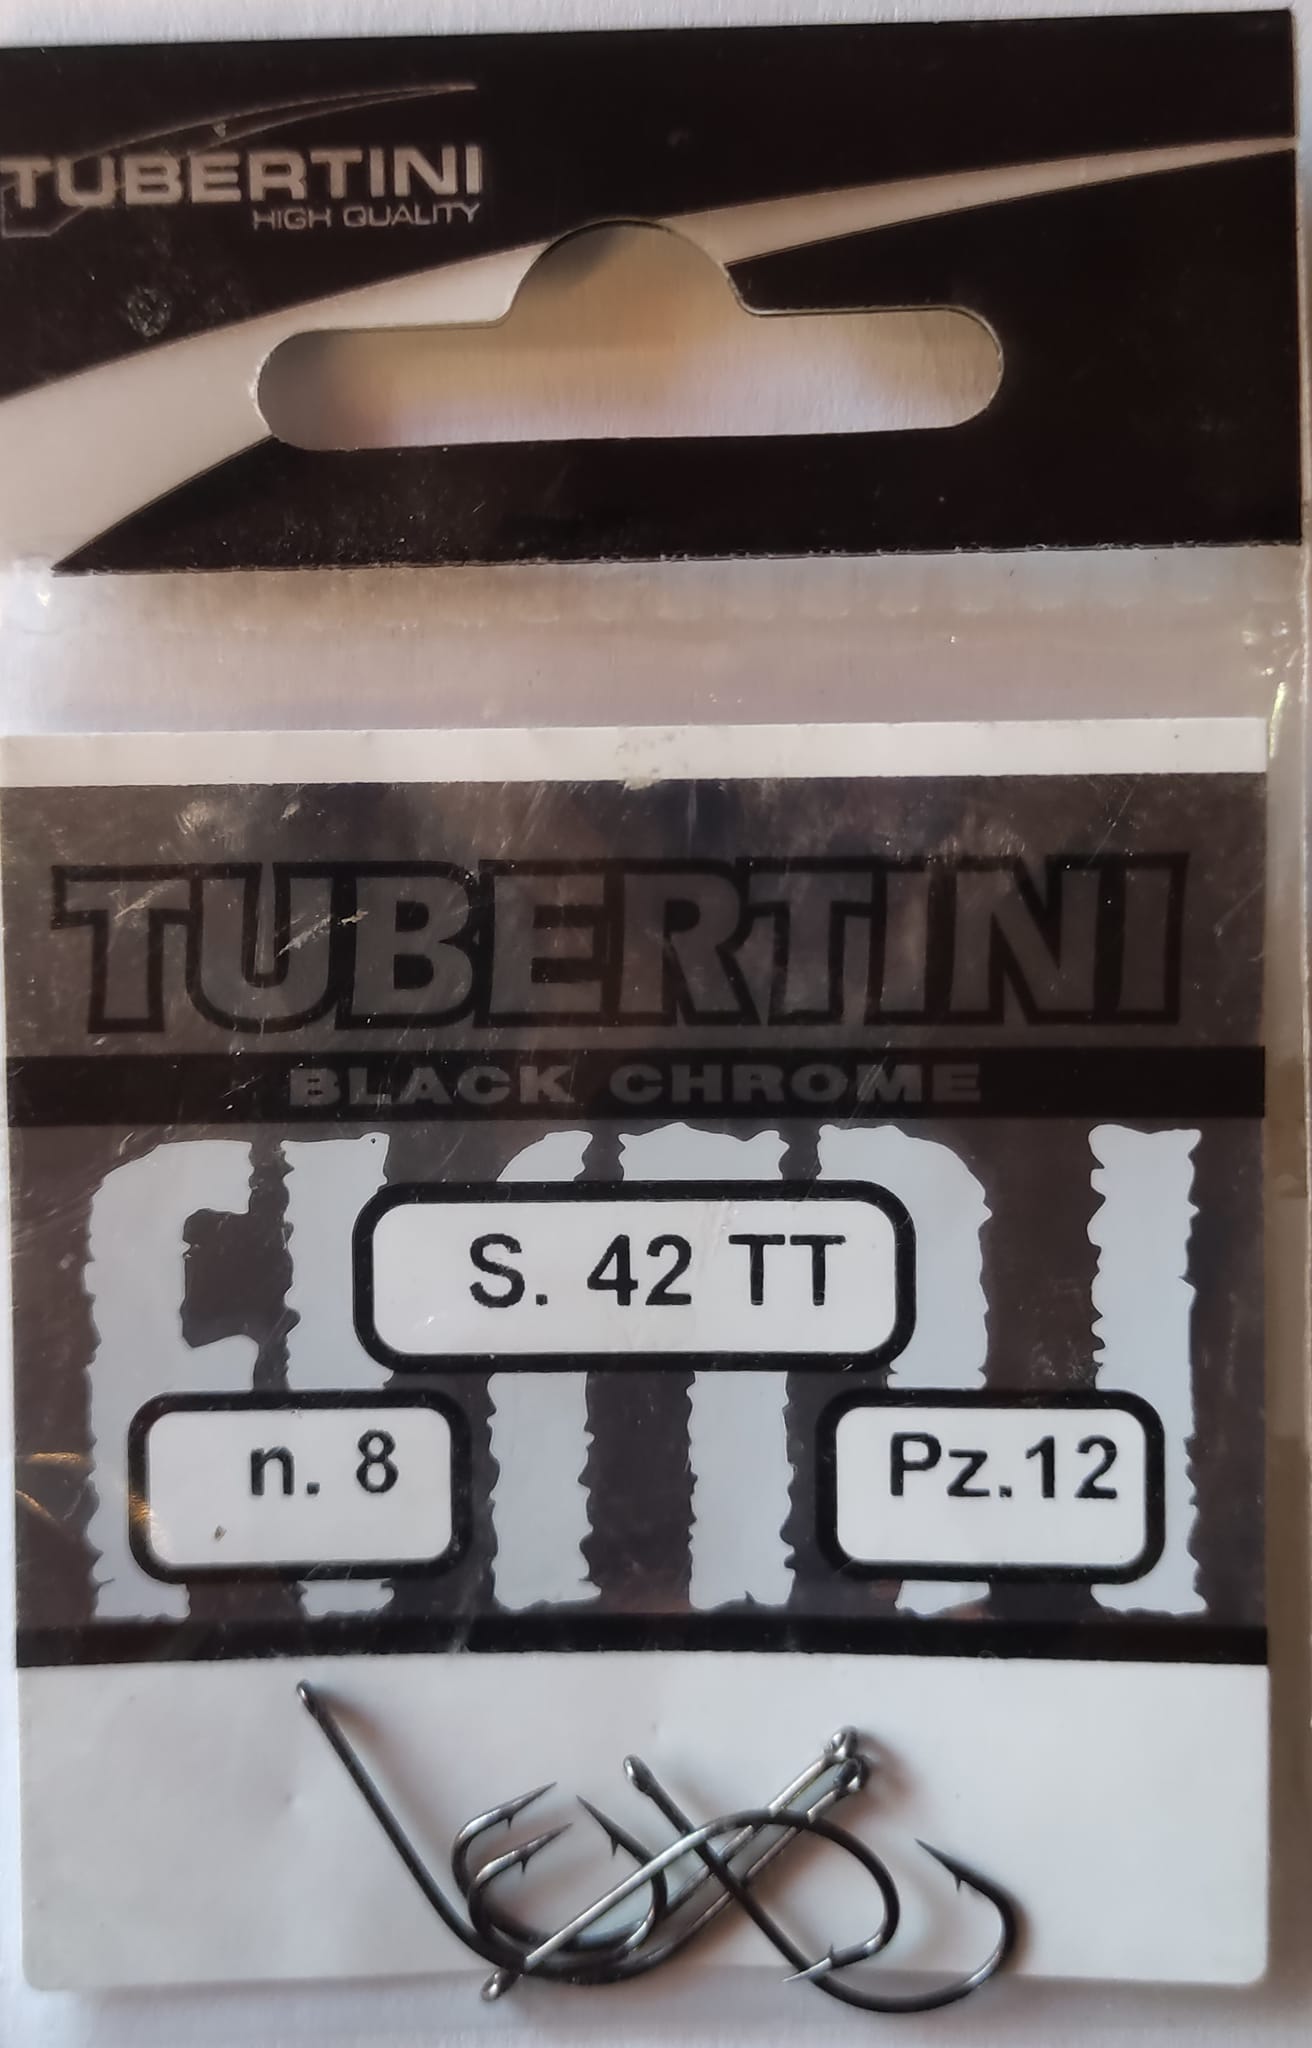 TUBERTINI
HIGH QUALITY
TUBERTINI
BLACK CHROME
S. 42 TT
n. 8
Pz.12